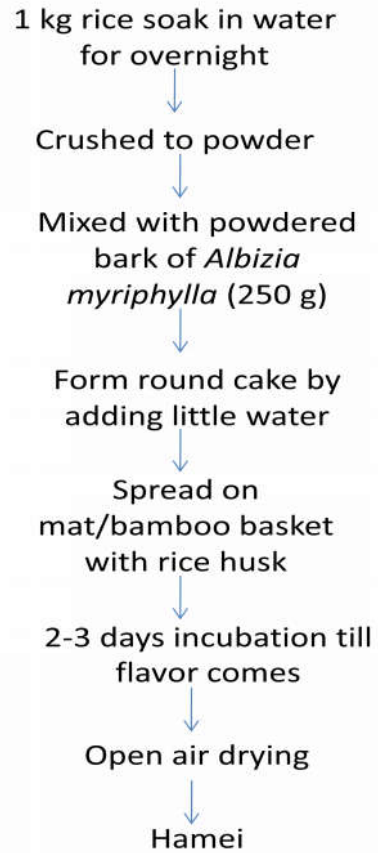 1 kg rice soak in water
for overnight
Crushed to powder
Mixed with powdered
bark of Albizia
myriphylla (250 g)
Form round cake by
adding little water
Spread on
mat/bamboo basket
with rice husk
2-3 days incubation till
flavor comes
Open air drying
Hamei